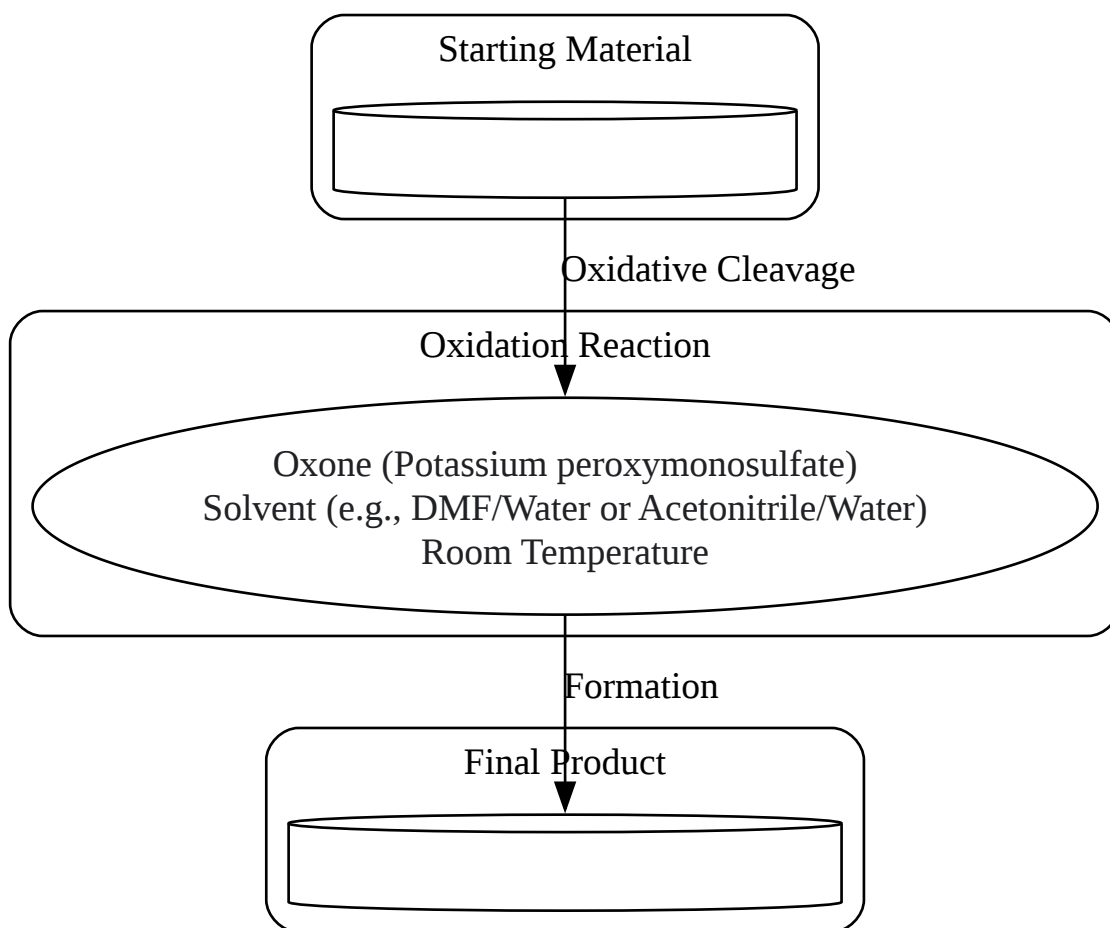 Starting Material
Oxidative Cleavage
Oxidation Reaction
Oxone (Potassium peroxymonosulfate)
Solvent (e.g., DMF/Water or Acetonitrile/Water)
Room Temperature
Formation
Final Product